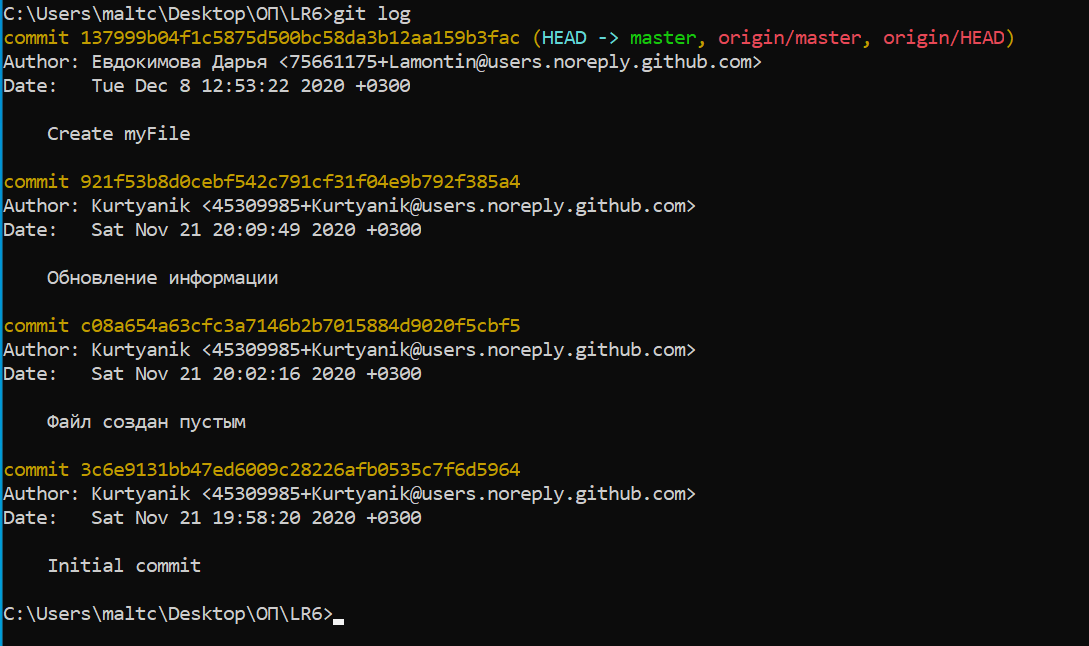 C:\Users\maltc\Desktop\ОП\LR6>git log
commit 137999b04f1c5875d500bc58da3b12aa159b3fac (HEAD -> master, origin/master, origin/HEAD)
Author: Евдокимова Дарья <75661175+Lamontin@users.noreply.github.com>
Date:   Tue Dec 8 12:53:22 2020 +0300
    Create myFile
commit 921f53b8d0cebf542c791cf31f04e9b792f385a4
Author: Kurtyanik <45309985+Kurtyanik@users.noreply.github.com>
Date:   Sat Nov 21 20:09:49 2020 +0300
    Обновление информации
commit c08a654a63cfc3a7146b2b7015884d9020f5cbf5
Author: Kurtyanik <45309985+Kurtyanik@users.noreply.github.com>
Date:   Sat Nov 21 20:02:16 2020 +0300
    Файл создан пустым
commit 3c6e9131bb47ed6009c28226afb0535c7f6d5964
Author: Kurtyanik <45309985+Kurtyanik@users.noreply.github.com>
Date:   Sat Nov 21 19:58:20 2020 +0300
    Initial commit
C:\Users\maltc\Desktop\ОП\LR6>